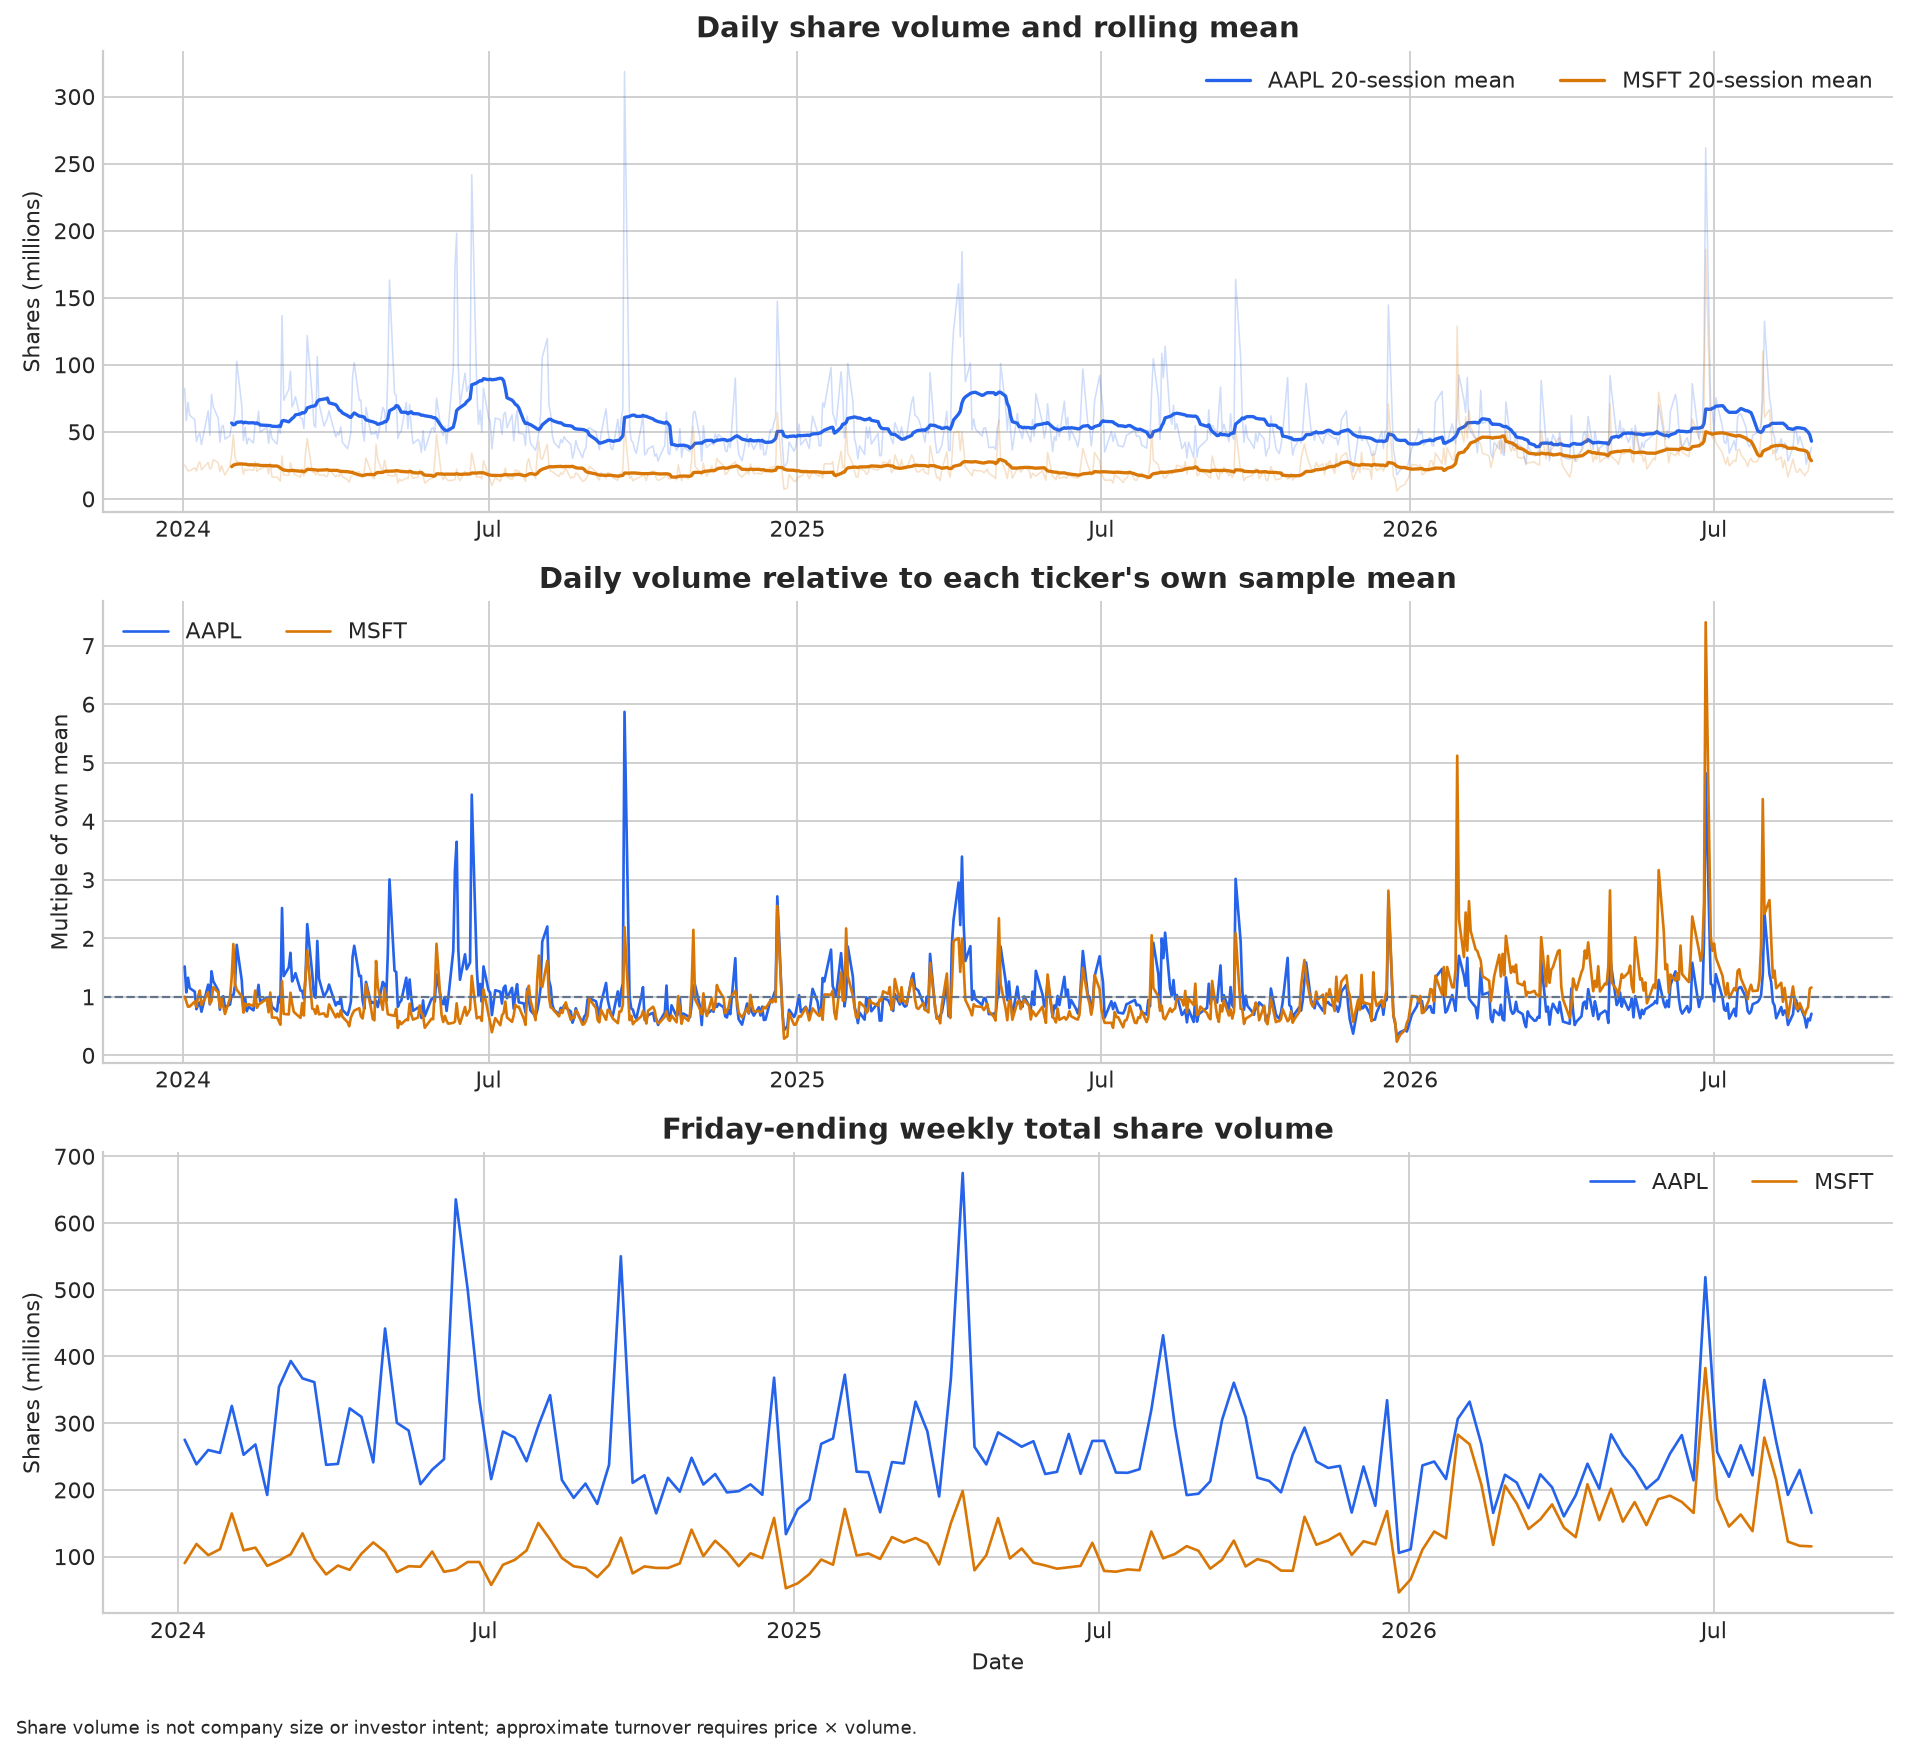 Daily share volume and rolling mean
AAPL 20-session mean MSFT 20-session mean
Shares (millions)
300
250
200
150
100
50
0
2024 Jul 2025 Jul 2026 Jul
Daily volume relative to each ticker's own sample mean
AAPL MSFT
Multiple of own mean
7
6
5
4
3
2
1
0
2024 Jul 2025 Jul 2026 Jul
Friday-ending weekly total share volume
AAPL MSFT
Shares (millions)
700
600
500
400
300
200
100
2024 Jul 2025 Jul 2026 Jul
Date
Share volume is not company size or investor intent; approximate turnover requires price × volume.